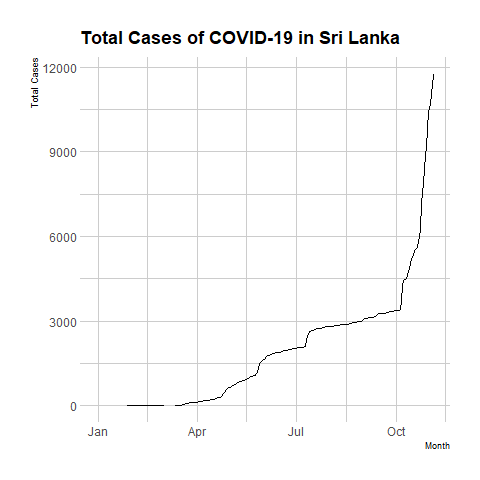 Total Cases of COVID-19 in Sri Lanka
Total Cases
12000
9000
6000
3000
0
Jan Apr Jul Oct
Month